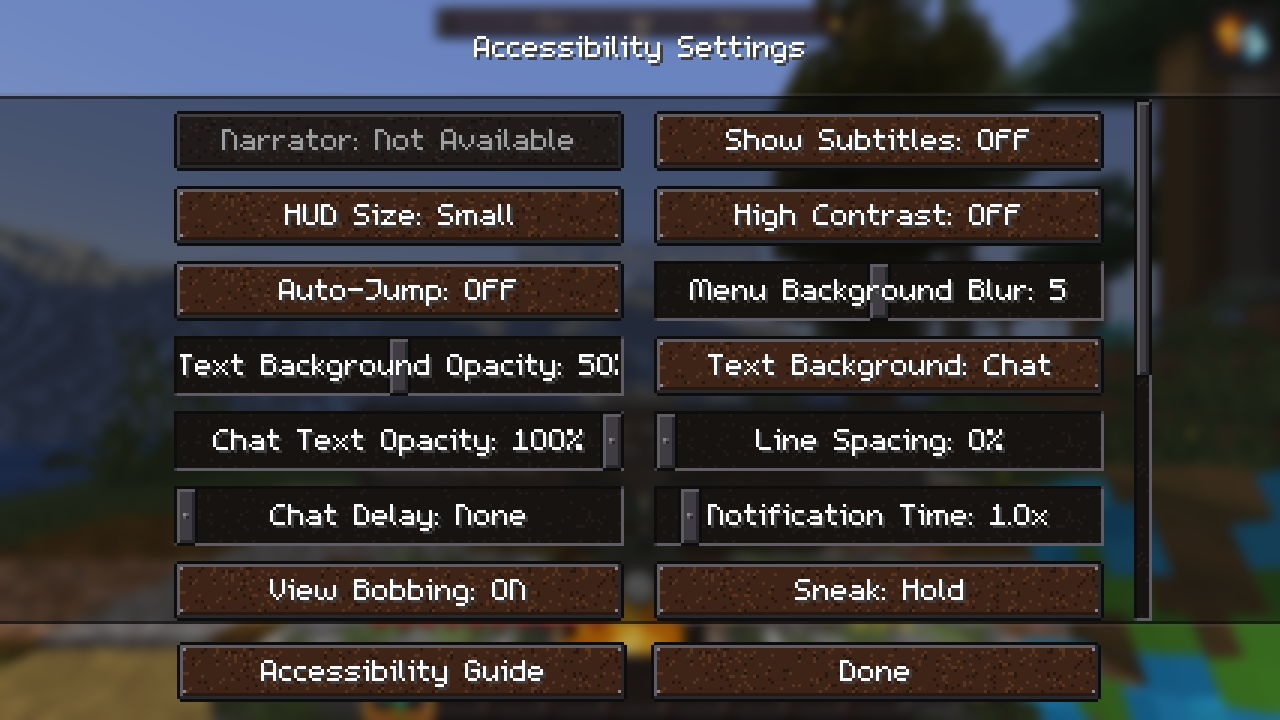 Accessibility Settings
Narrator: Not Available
Show Subtitles: OFF
HUD Size: Small
High Contrast: OFF
Auto-Jump: OFF
Menu Background Blur: 5
Text Background Opacity: 50%
Text Background: Chat
Chat Text Opacity: 100%
Line Spacing: 0%
Chat Delay: None
Notification Time: 1.0x
View Bobbing: ON
Sneak: Hold
Accessibility Guide
Done